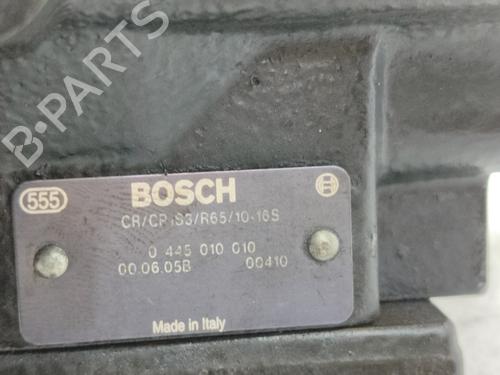 B-PARTS
555
BOSCH
CR/CP1S3/R65/10-16S
0 445 010 010
00.06.05B 00410
Made in Italy